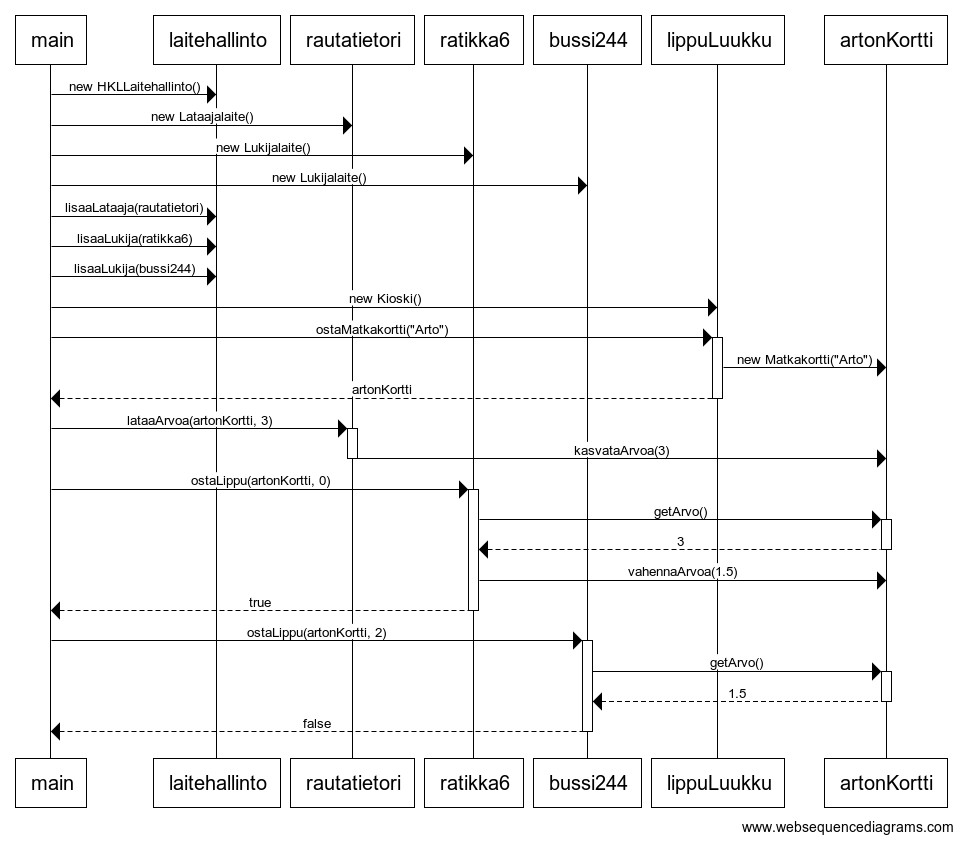 main laitehallinto rautatietori ratikka6 bussi244 lippuLuukku artonKortti
new HKLLaitehallinto()
new Lataajalaite()
new Lukijalaite()
new Lukijalaite()
lisaaLataaja(rautatietori)
lisaaLukija(ratikka6)
lisaaLukija(bussi244)
new Kioski()
ostaMatkakortti("Arto")
new Matkakortti("Arto")
artonKortti
lataaArvoa(artonKortti, 3)
kasvataArvoa(3)
ostaLippu(artonKortti, 0)
getArvo()
3
vahennaArvoa(1.5)
true
ostaLippu(artonKortti, 2)
getArvo()
1.5
false
main laitehallinto rautatietori ratikka6 bussi244 lippuLuukku artonKortti
www.websequencediagrams.com